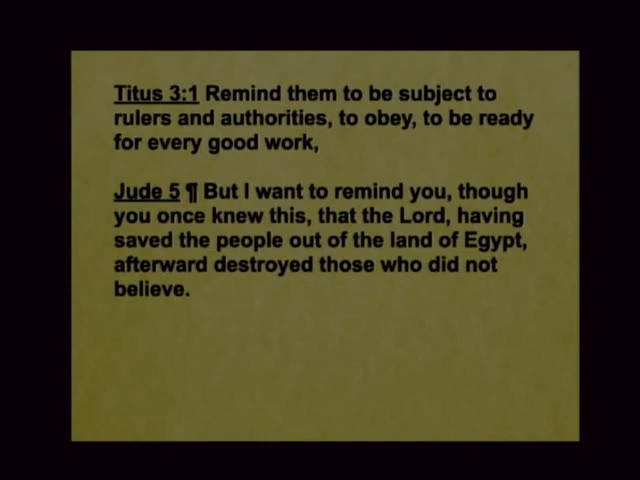 Titus 3:1 Remind them to be subject to
rulers and authorities, to obey, to be ready
for every good work,
Jude 5 ¶ But I want to remind you, though
you once knew this, that the Lord, having
saved the people out of the land of Egypt,
afterward destroyed those who did not
believe.